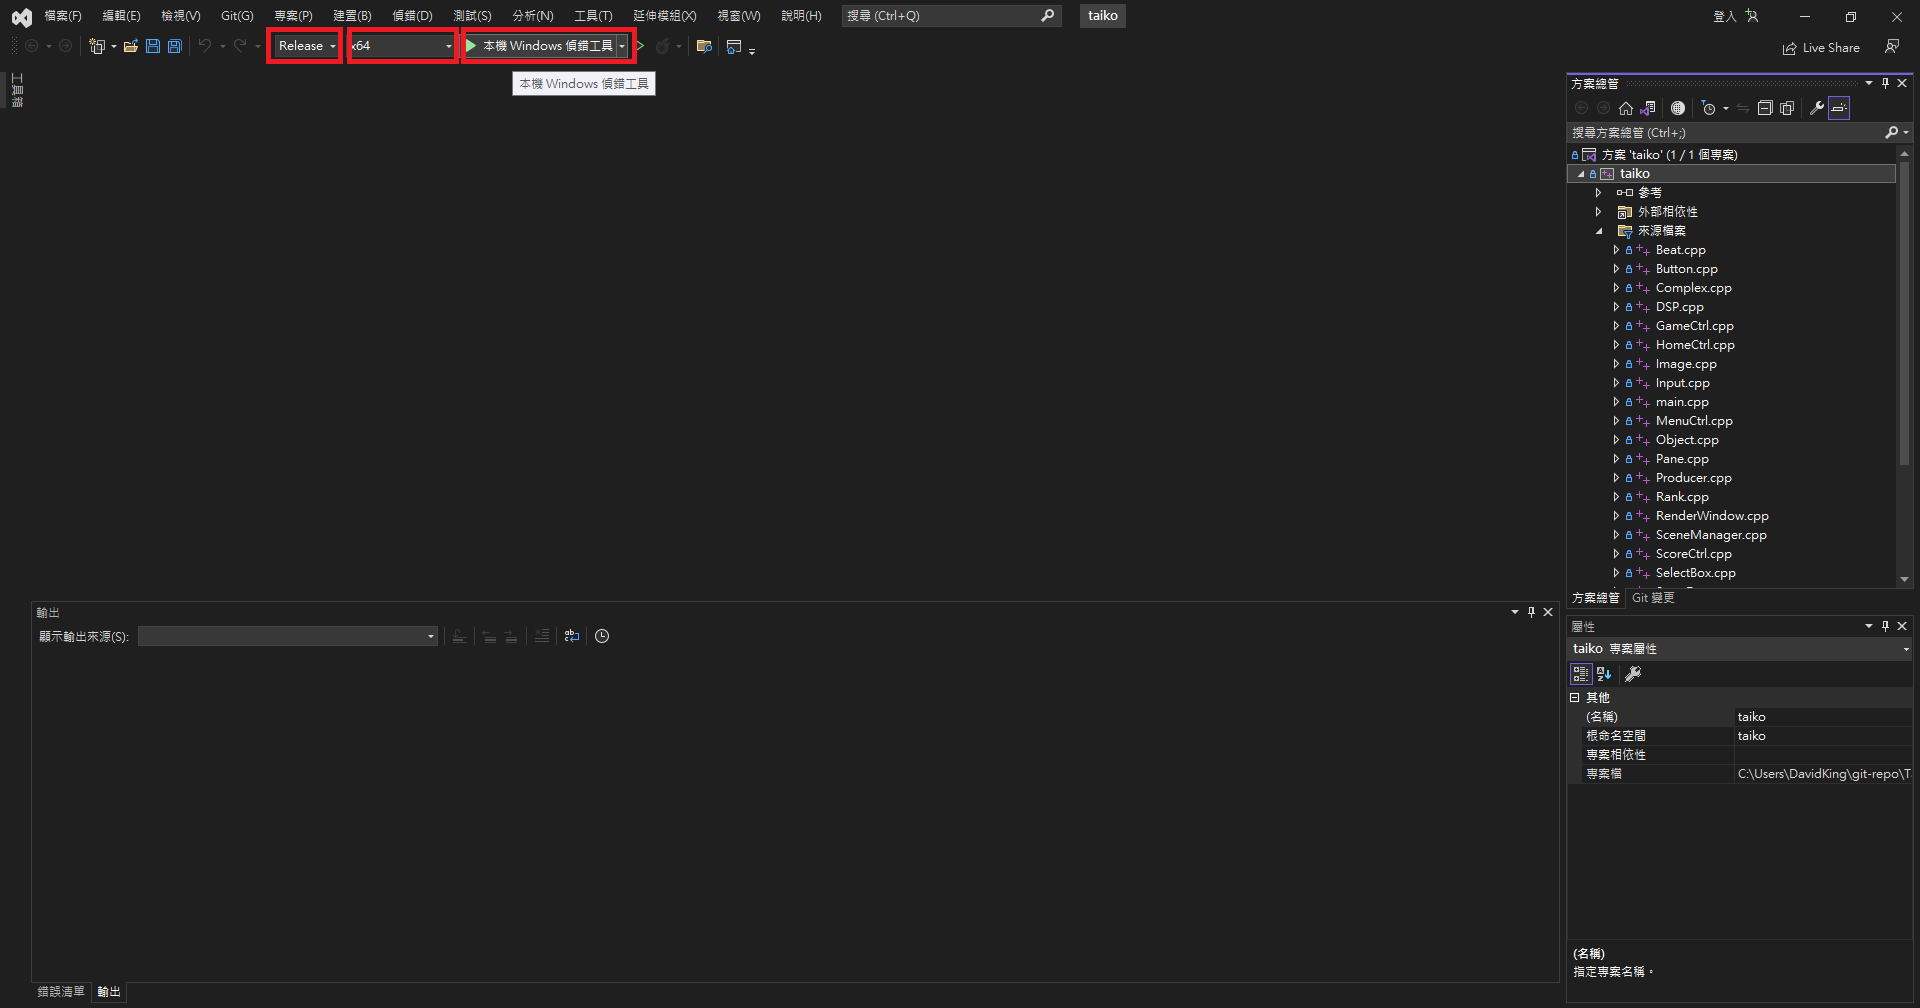 檔案(F) 編輯(E) 檢視(V) Git(G) 專案(P) 建置(B) 偵錯(D) 測試(S) 分析(N) 工具(T) 延伸模組(X) 視窗(W) 說明(H) 搜尋 (Ctrl+Q) taiko 登入
Release x64 本機 Windows 偵錯工具 Live Share
本機 Windows 偵錯工具
工具箱
方案總管
搜尋方案總管 (Ctrl+;)
方案 'taiko' (1 / 1 個專案)
taiko
參考
外部相依性
來源檔案
Beat.cpp
Button.cpp
Complex.cpp
DSP.cpp
GameCtrl.cpp
HomeCtrl.cpp
Image.cpp
Input.cpp
main.cpp
MenuCtrl.cpp
Object.cpp
Pane.cpp
Producer.cpp
Rank.cpp
RenderWindow.cpp
SceneManager.cpp
ScoreCtrl.cpp
SelectBox.cpp
方案總管 Git 變更
輸出
顯示輸出來源(S):
錯誤清單 輸出
屬性
taiko 專案屬性
其他
(名稱) taiko
根命名空間 taiko
專案相依性
專案檔 C:\Users\DavidKing\git-repo\T
(名稱)
指定專案名稱。